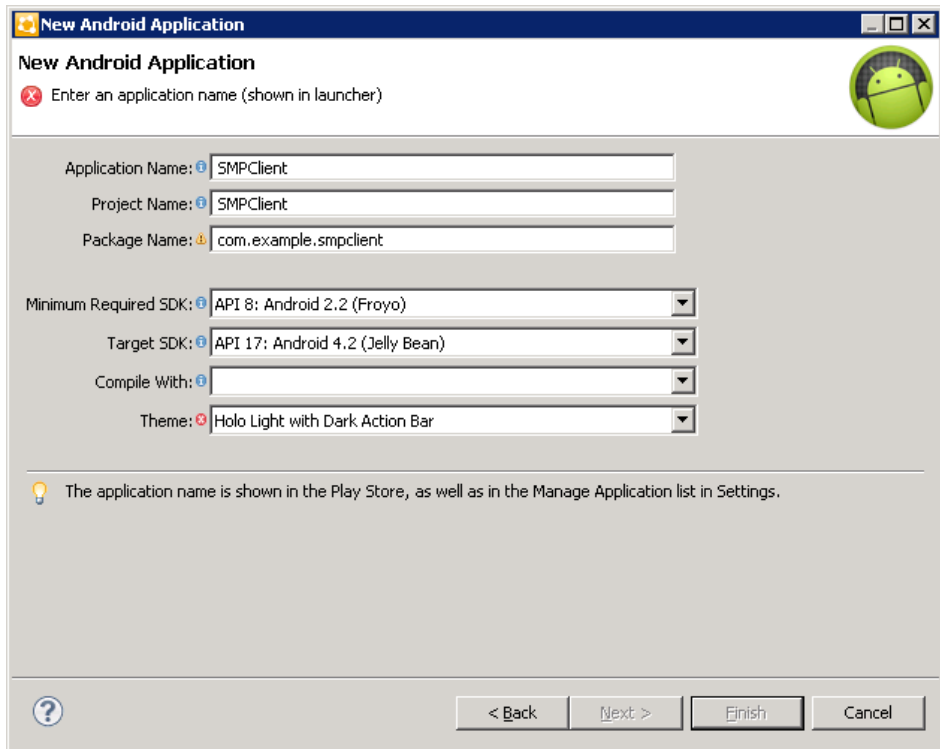 New Android Application
New Android Application
Enter an application name (shown in launcher)
Application Name: SMPClient
Project Name: SMPClient
Package Name: com.example.smpclient
Minimum Required SDK: API 8: Android 2.2 (Froyo)
Target SDK: API 17: Android 4.2 (Jelly Bean)
Compile With:
Theme: Holo Light with Dark Action Bar
The application name is shown in the Play Store, as well as in the Manage Application list in Settings.
? < Back Next > Finish Cancel